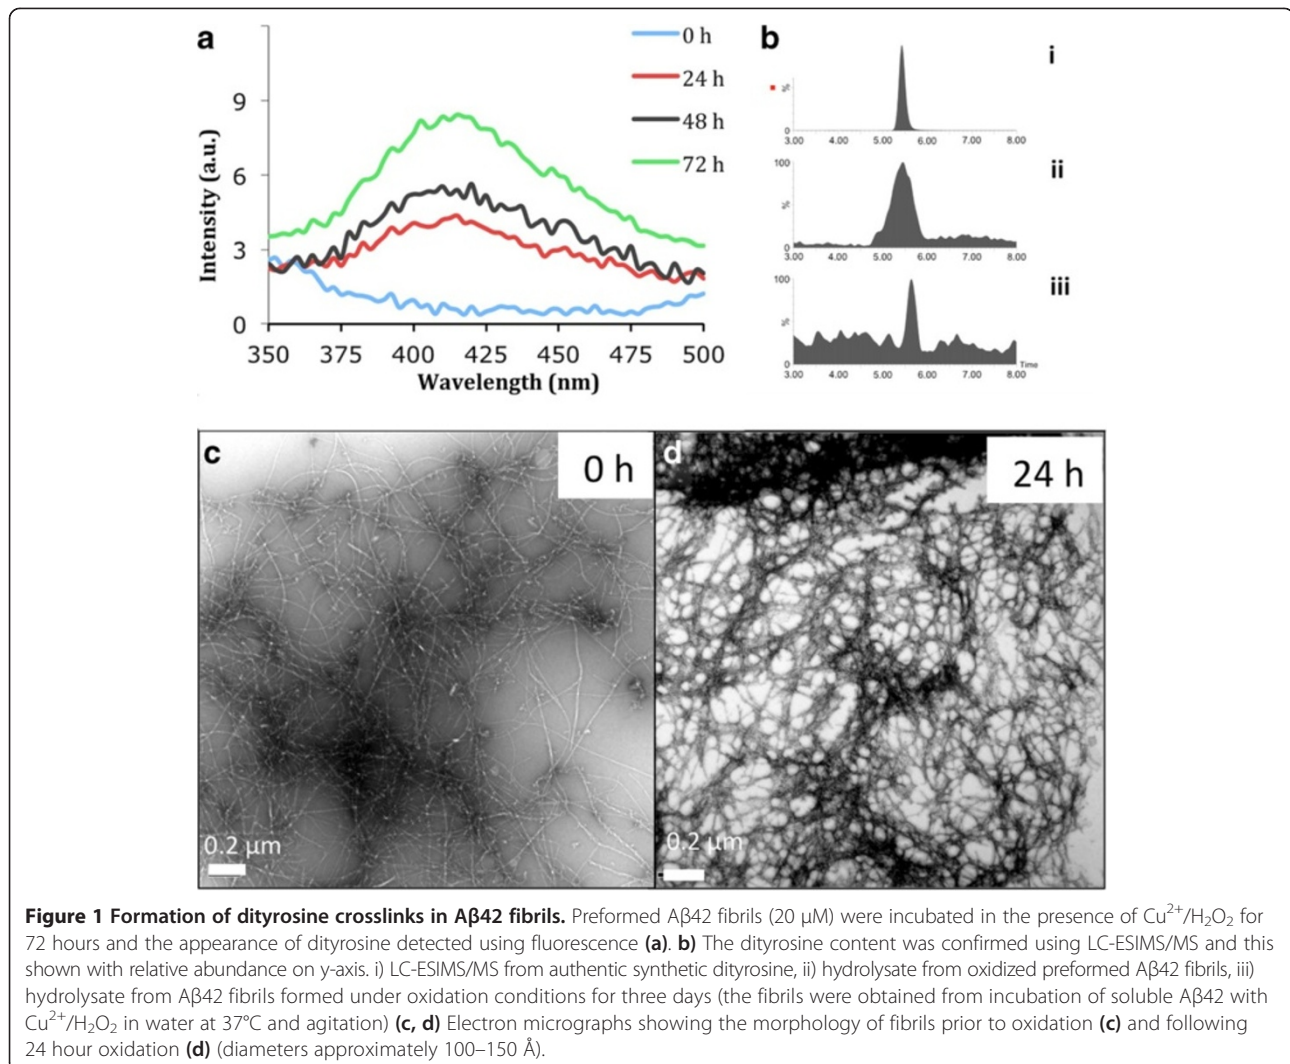 a
0 h
24 h
48 h
72 h
9
6
3
0
Intensity (a.u.)
350 375 400 425 450 475 500
Wavelength (nm)
b
i
%
0
3.00 4.00 5.00 6.00 7.00 8.00
ii
100
%
0
3.00 4.00 5.00 6.00 7.00 8.00
iii
100
%
0
Time
3.00 4.00 5.00 6.00 7.00 8.00
c
0 h
0.2 µm
d
24 h
0.2 µm
Figure 1 Formation of dityrosine crosslinks in Aβ42 fibrils. Preformed Aβ42 fibrils (20 µM) were incubated in the presence of Cu²⁺/H₂O₂ for
72 hours and the appearance of dityrosine detected using fluorescence (a). b) The dityrosine content was confirmed using LC-ESIMS/MS and this
shown with relative abundance on y-axis. i) LC-ESIMS/MS from authentic synthetic dityrosine, ii) hydrolysate from oxidized preformed Aβ42 fibrils, iii)
hydrolysate from Aβ42 fibrils formed under oxidation conditions for three days (the fibrils were obtained from incubation of soluble Aβ42 with
Cu²⁺/H₂O₂ in water at 37°C and agitation) (c, d) Electron micrographs showing the morphology of fibrils prior to oxidation (c) and following
24 hour oxidation (d) (diameters approximately 100–150 Å).